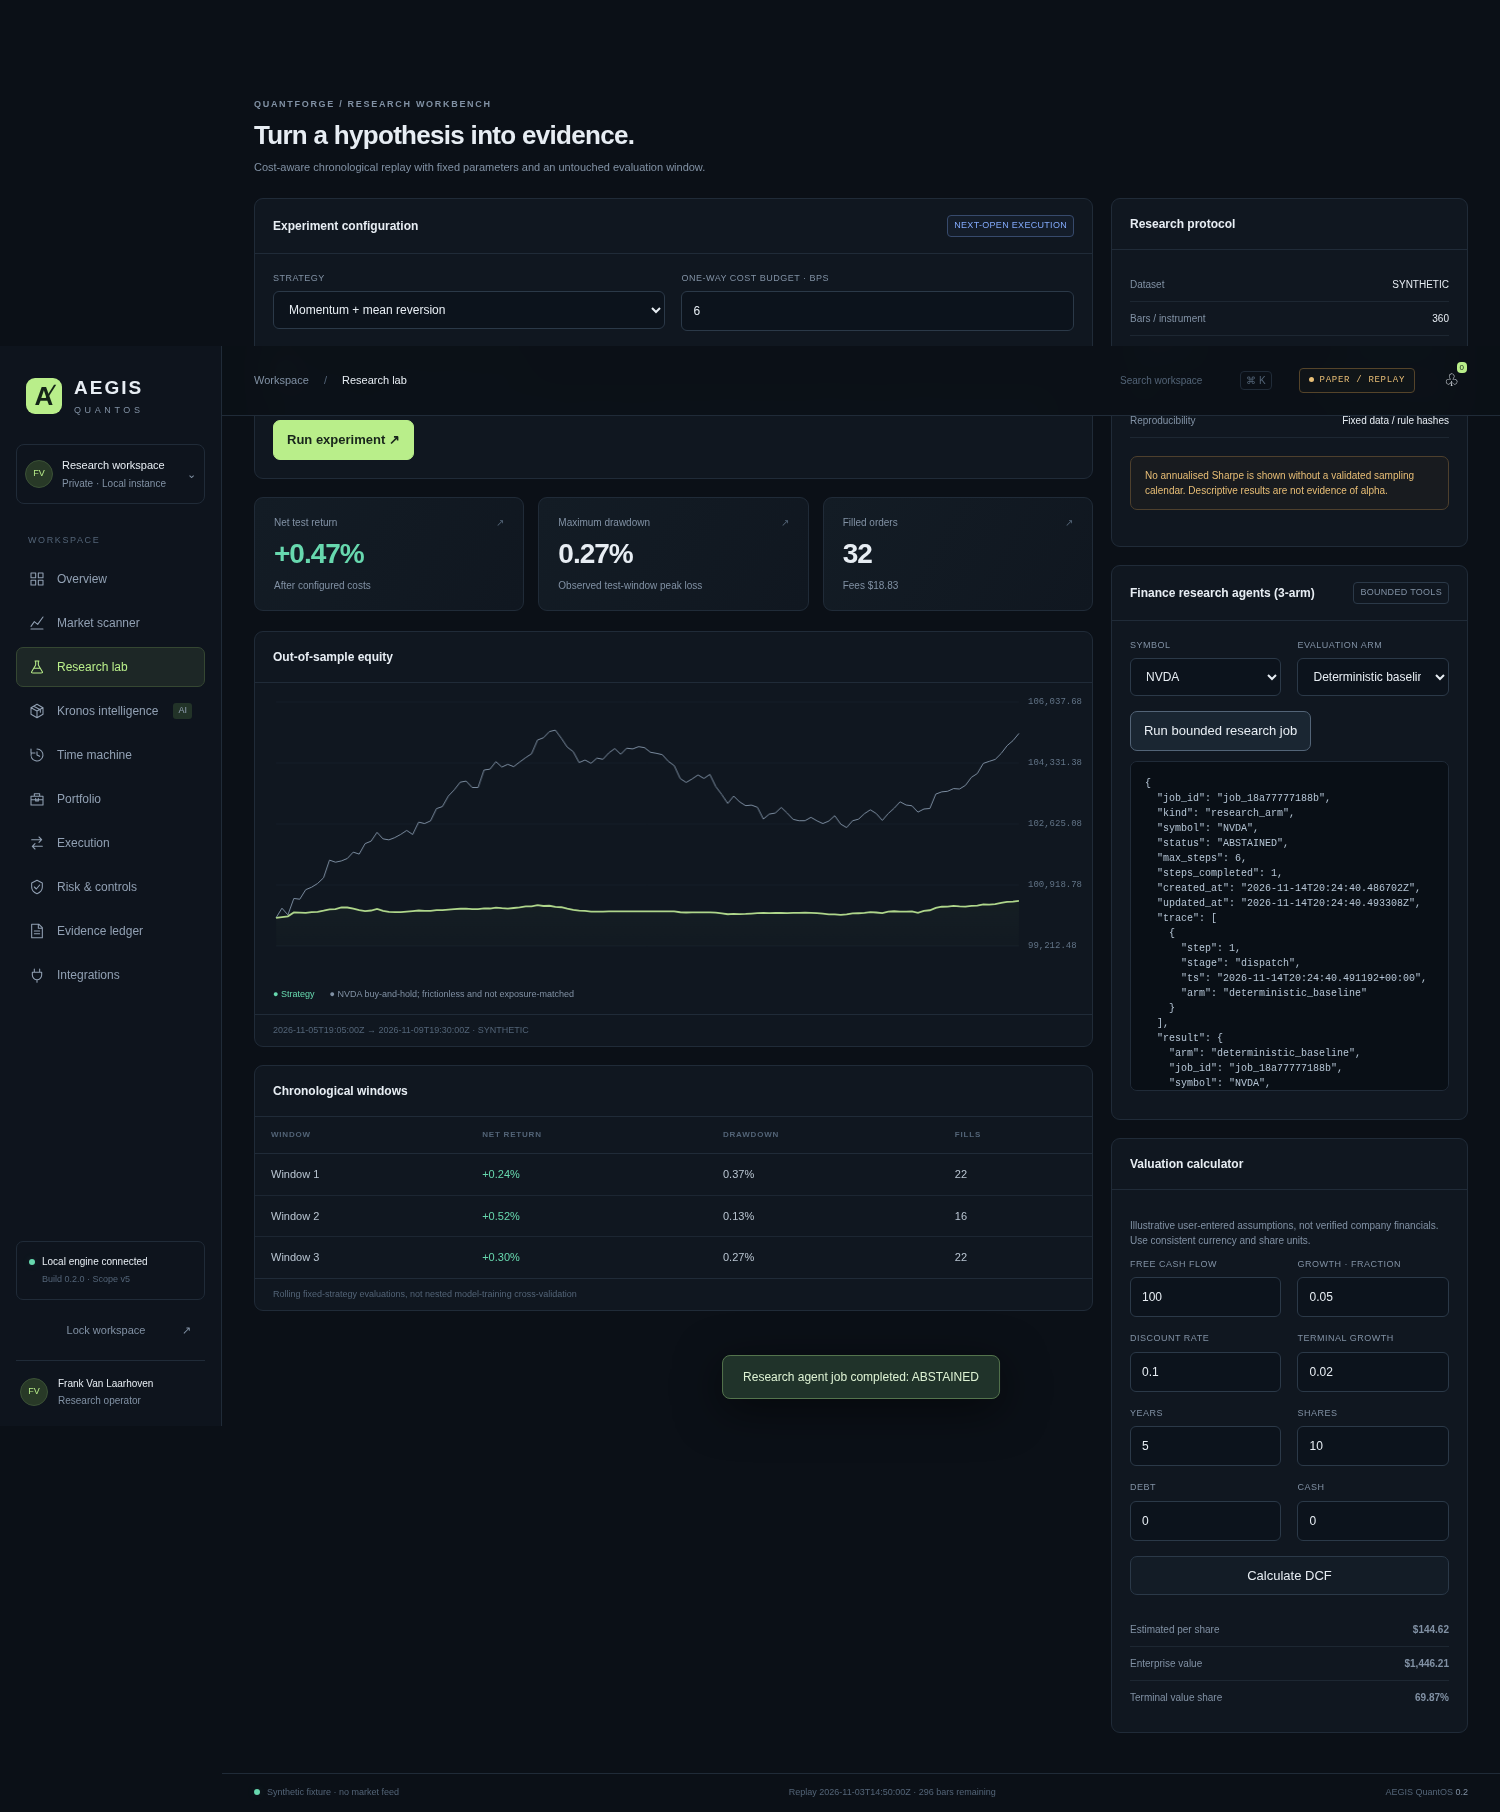 QUANTFORGE / RESEARCH WORKBENCH
Turn a hypothesis into evidence.
Cost-aware chronological replay with fixed parameters and an untouched evaluation window.
Experiment configuration
NEXT-OPEN EXECUTION
STRATEGY
ONE-WAY COST BUDGET · BPS
Momentum + mean reversion
6
Research protocol
Dataset SYNTHETIC
Bars / instrument 360
AEGIS
QUANTOS
Workspace / Research lab
Search workspace
⌘ K
PAPER / REPLAY
0
Research workspace
FV
Private · Local instance
WORKSPACE
Overview
Market scanner
Research lab
Kronos intelligence AI
Time machine
Portfolio
Execution
Risk & controls
Evidence ledger
Integrations
Local engine connected
Build 0.2.0 · Scope v5
Lock workspace ↗
FV
Frank Van Laarhoven
Research operator
Run experiment ↗
Reproducibility Fixed data / rule hashes
No annualised Sharpe is shown without a validated sampling
calendar. Descriptive results are not evidence of alpha.
Net test return ↗
+0.47%
After configured costs
Maximum drawdown ↗
0.27%
Observed test-window peak loss
Filled orders ↗
32
Fees $18.83
Out-of-sample equity
106,037.68
104,331.38
102,625.08
100,918.78
99,212.48
● Strategy ● NVDA buy-and-hold; frictionless and not exposure-matched
2026-11-05T19:05:00Z → 2026-11-09T19:30:00Z · SYNTHETIC
Chronological windows
WINDOW NET RETURN DRAWDOWN FILLS
Window 1 +0.24% 0.37% 22
Window 2 +0.52% 0.13% 16
Window 3 +0.30% 0.27% 22
Rolling fixed-strategy evaluations, not nested model-training cross-validation
Research agent job completed: ABSTAINED
Finance research agents (3-arm)
BOUNDED TOOLS
SYMBOL EVALUATION ARM
NVDA Deterministic baselin
Run bounded research job
{
"job_id": "job_18a77777188b",
"kind": "research_arm",
"symbol": "NVDA",
"status": "ABSTAINED",
"max_steps": 6,
"steps_completed": 1,
"created_at": "2026-11-14T20:24:40.486702Z",
"updated_at": "2026-11-14T20:24:40.493308Z",
"trace": [
{
"step": 1,
"stage": "dispatch",
"ts": "2026-11-14T20:24:40.491192+00:00",
"arm": "deterministic_baseline"
}
],
"result": {
"arm": "deterministic_baseline",
"job_id": "job_18a77777188b",
"symbol": "NVDA",
Valuation calculator
Illustrative user-entered assumptions, not verified company financials.
Use consistent currency and share units.
FREE CASH FLOW GROWTH · FRACTION
100 0.05
DISCOUNT RATE TERMINAL GROWTH
0.1 0.02
YEARS SHARES
5 10
DEBT CASH
0 0
Calculate DCF
Estimated per share $144.62
Enterprise value $1,446.21
Terminal value share 69.87%
Synthetic fixture · no market feed
Replay 2026-11-03T14:50:00Z · 296 bars remaining
AEGIS QuantOS 0.2